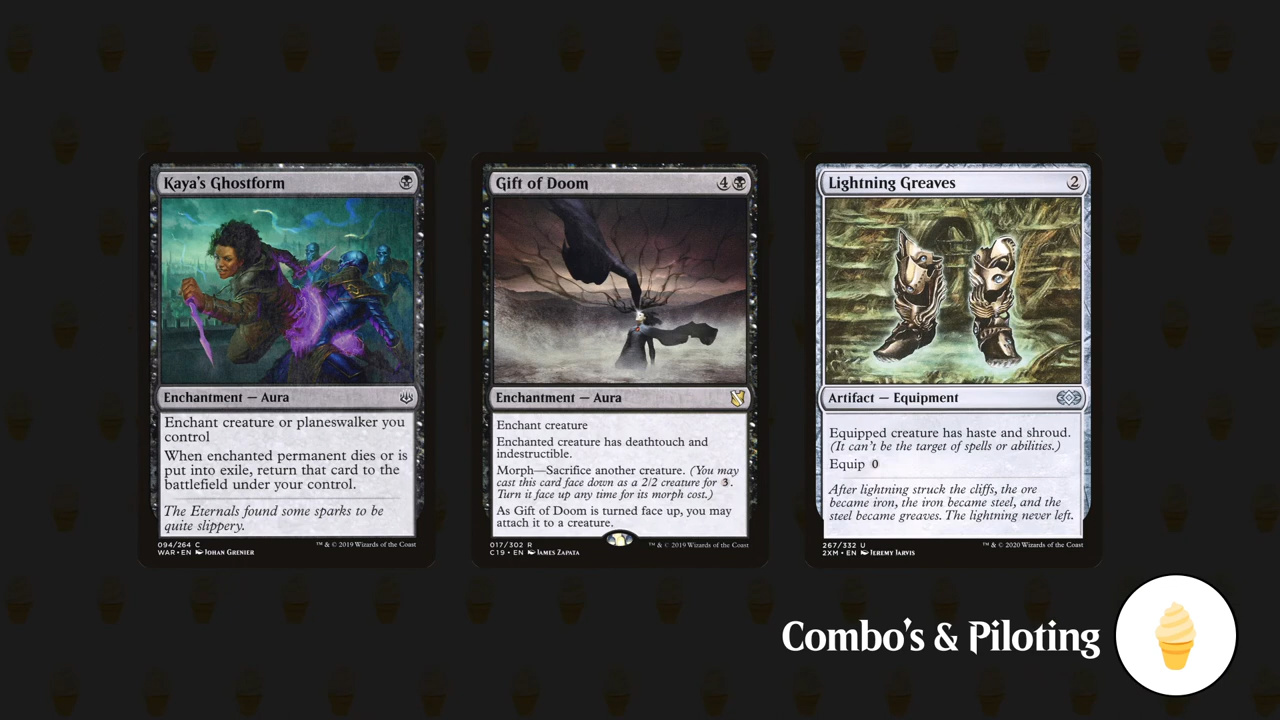 Kaya's Ghostform
Enchantment — Aura
Enchant creature or planeswalker you
control
When enchanted permanent dies or is
put into exile, return that card to the
battlefield under your control.
The Eternals found some sparks to be
quite slippery.
094/264 C
WAR • EN Johan Grenier
™ & © 2019 Wizards of the Coast
Gift of Doom
4
Enchantment — Aura
Enchant creature
Enchanted creature has deathtouch and
indestructible.
Morph—Sacrifice another creature. (You may
cast this card face down as a 2/2 creature for 3.
Turn it face up any time for its morph cost.)
As Gift of Doom is turned face up, you may
attach it to a creature.
017/302 R
C19 • EN James Zapata
™ & © 2019 Wizards of the Coast
Lightning Greaves
2
Artifact — Equipment
Equipped creature has haste and shroud.
(It can't be the target of spells or abilities.)
Equip 0
After lightning struck the cliffs, the ore
became iron, the iron became steel, and the
steel became greaves. The lightning never left.
267/332 U
2XM • EN Jeremy Jarvis
™ & © 2020 Wizards of the Coast
Combo's & Piloting